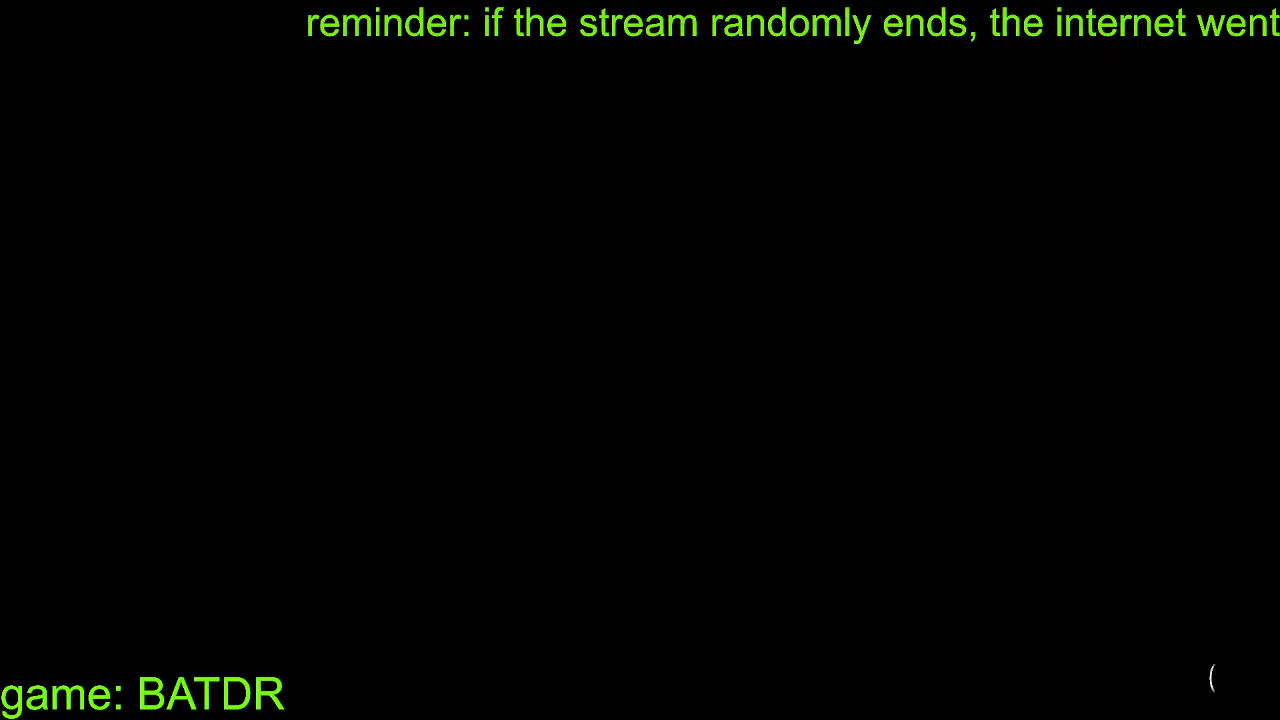 reminder: if the stream randomly ends, the internet went
game: BATDR